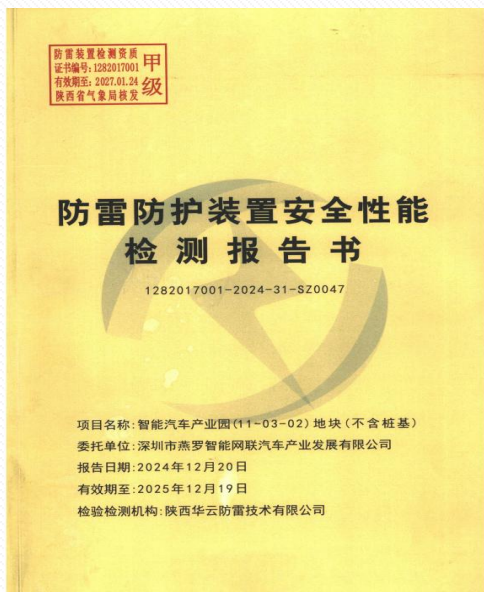 防雷装置检测资质
证书编号:1282017001
有效期至:2027.01.24
陕西省气象局核发
甲级
防雷防护装置安全性能
检测报告书
1282017001-2024-31-SZ0047
项目名称:智能汽车产业园(11-03-02)地块(不含桩基)
委托单位:深圳市燕罗智能网联汽车产业发展有限公司
报告日期:2024年12月20日
有效期至:2025年12月19日
检验检测机构:陕西华云防雷技术有限公司